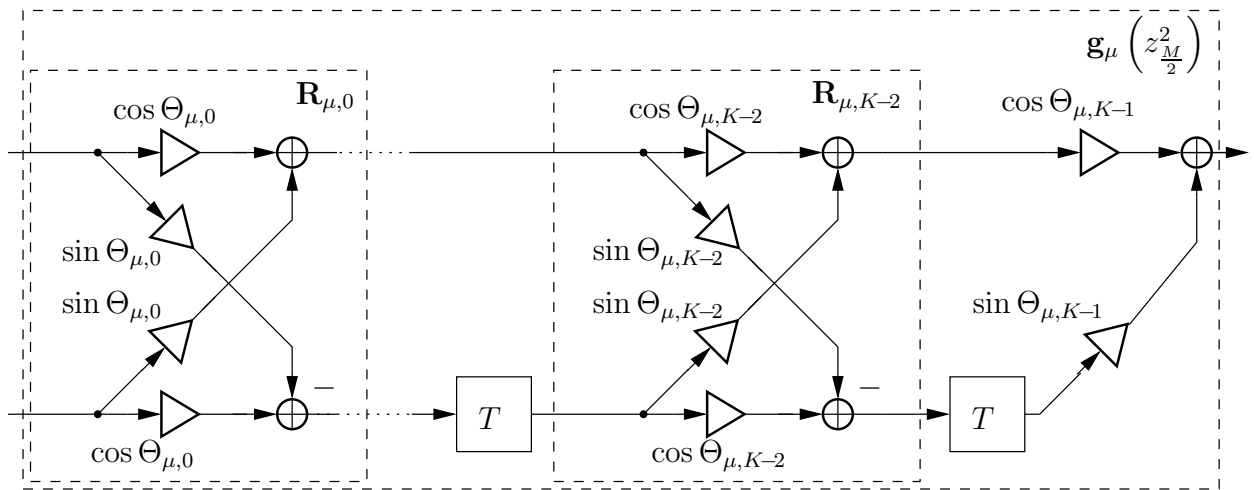 𝐠_μ (z²_{M/2})
𝐑_{μ,0}
𝐑_{μ,K−2}
cos Θ_{μ,0}
cos Θ_{μ,K−2}
cos Θ_{μ,K−1}
sin Θ_{μ,0}
sin Θ_{μ,K−2}
sin Θ_{μ,0}
sin Θ_{μ,K−2}
sin Θ_{μ,K−1}
−
−
T
T
cos Θ_{μ,0}
cos Θ_{μ,K−2}